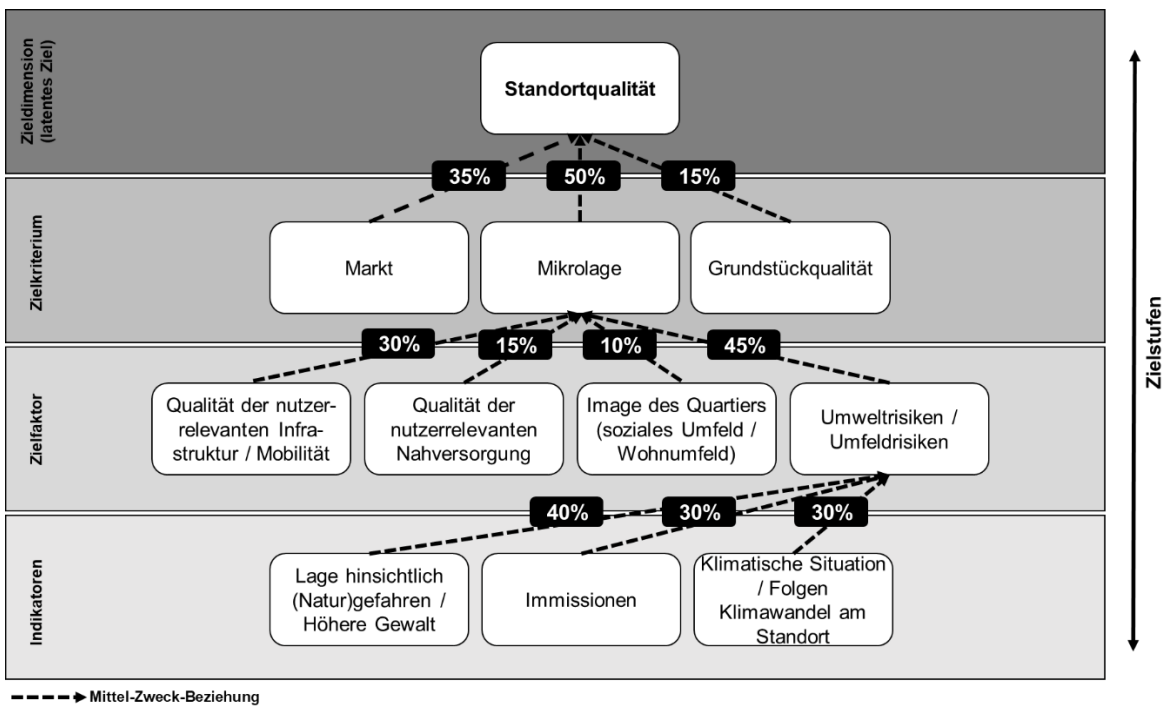 Zieldimension
(latentes Ziel)
Standortqualität
35%
50%
15%
Zielkriterium
Markt
Mikrolage
Grundstückqualität
30%
15%
10%
45%
Zielfaktor
Qualität der nutzer-
relevanten Infra-
struktur / Mobilität
Qualität der
nutzerrelevanten
Nahversorgung
Image des Quartiers
(soziales Umfeld /
Wohnumfeld)
Umweltrisiken /
Umfeldrisiken
40%
30%
30%
Indikatoren
Lage hinsichtlich
(Natur)gefahren /
Höhere Gewalt
Immissionen
Klimatische Situation
/ Folgen
Klimawandel am
Standort
Zielstufen
Mittel-Zweck-Beziehung